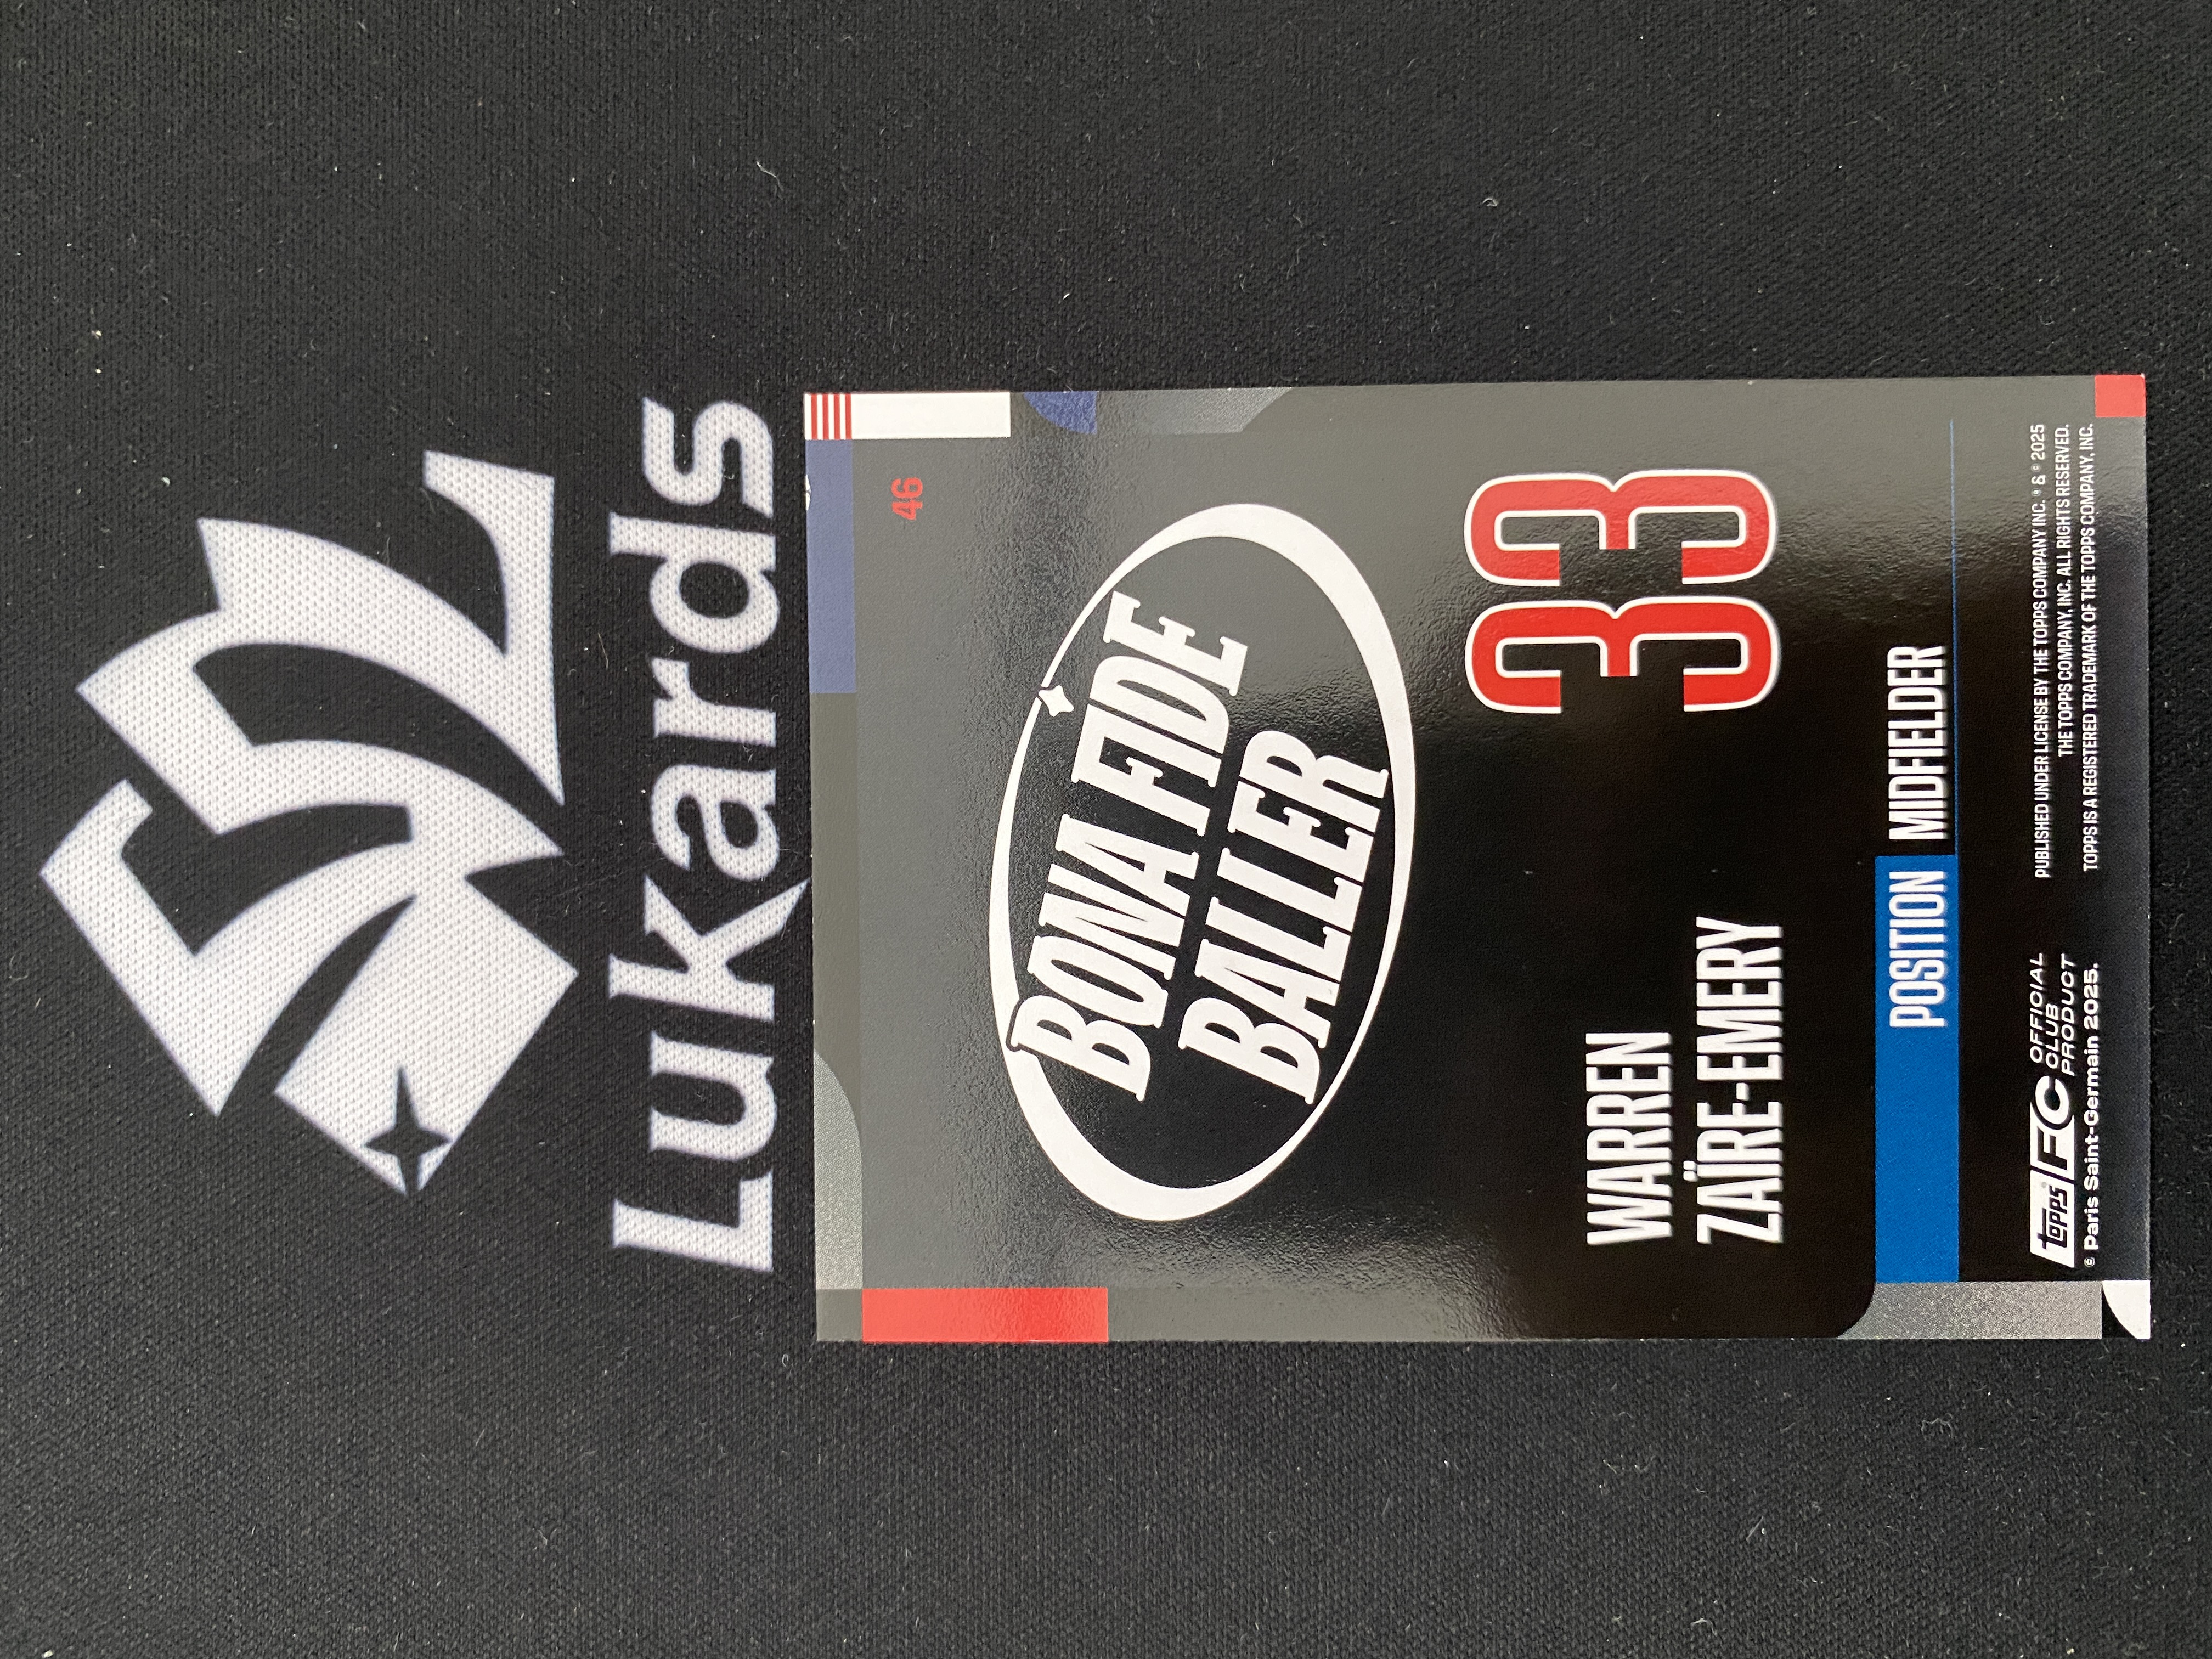 Lukards
46
BONA FIDE
BALLER
33
WARREN
ZAÏRE-EMERY
POSITION MIDFIELDER
topps FC OFFICIAL
CLUB
PRODUCT
© Paris Saint-Germain 2025.
PUBLISHED UNDER LICENSE BY THE TOPPS COMPANY INC. ® & © 2025
THE TOPPS COMPANY, INC. ALL RIGHTS RESERVED.
TOPPS IS A REGISTERED TRADEMARK OF THE TOPPS COMPANY, INC.